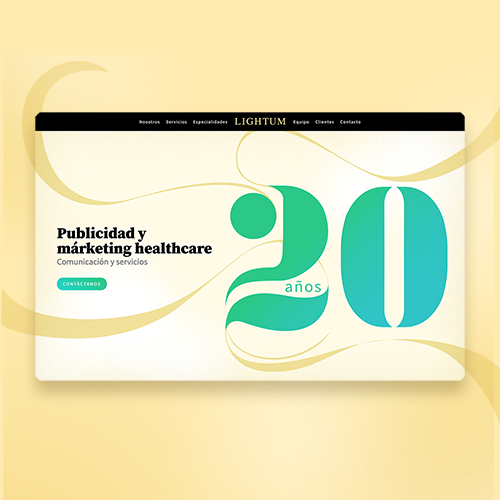 Nosotros Servicios Especialidades LIGHTUM Equipo Clientes Contacto
20
años
Publicidad y
márketing healthcare
Comunicación y servicios
CONTÁCTANOS